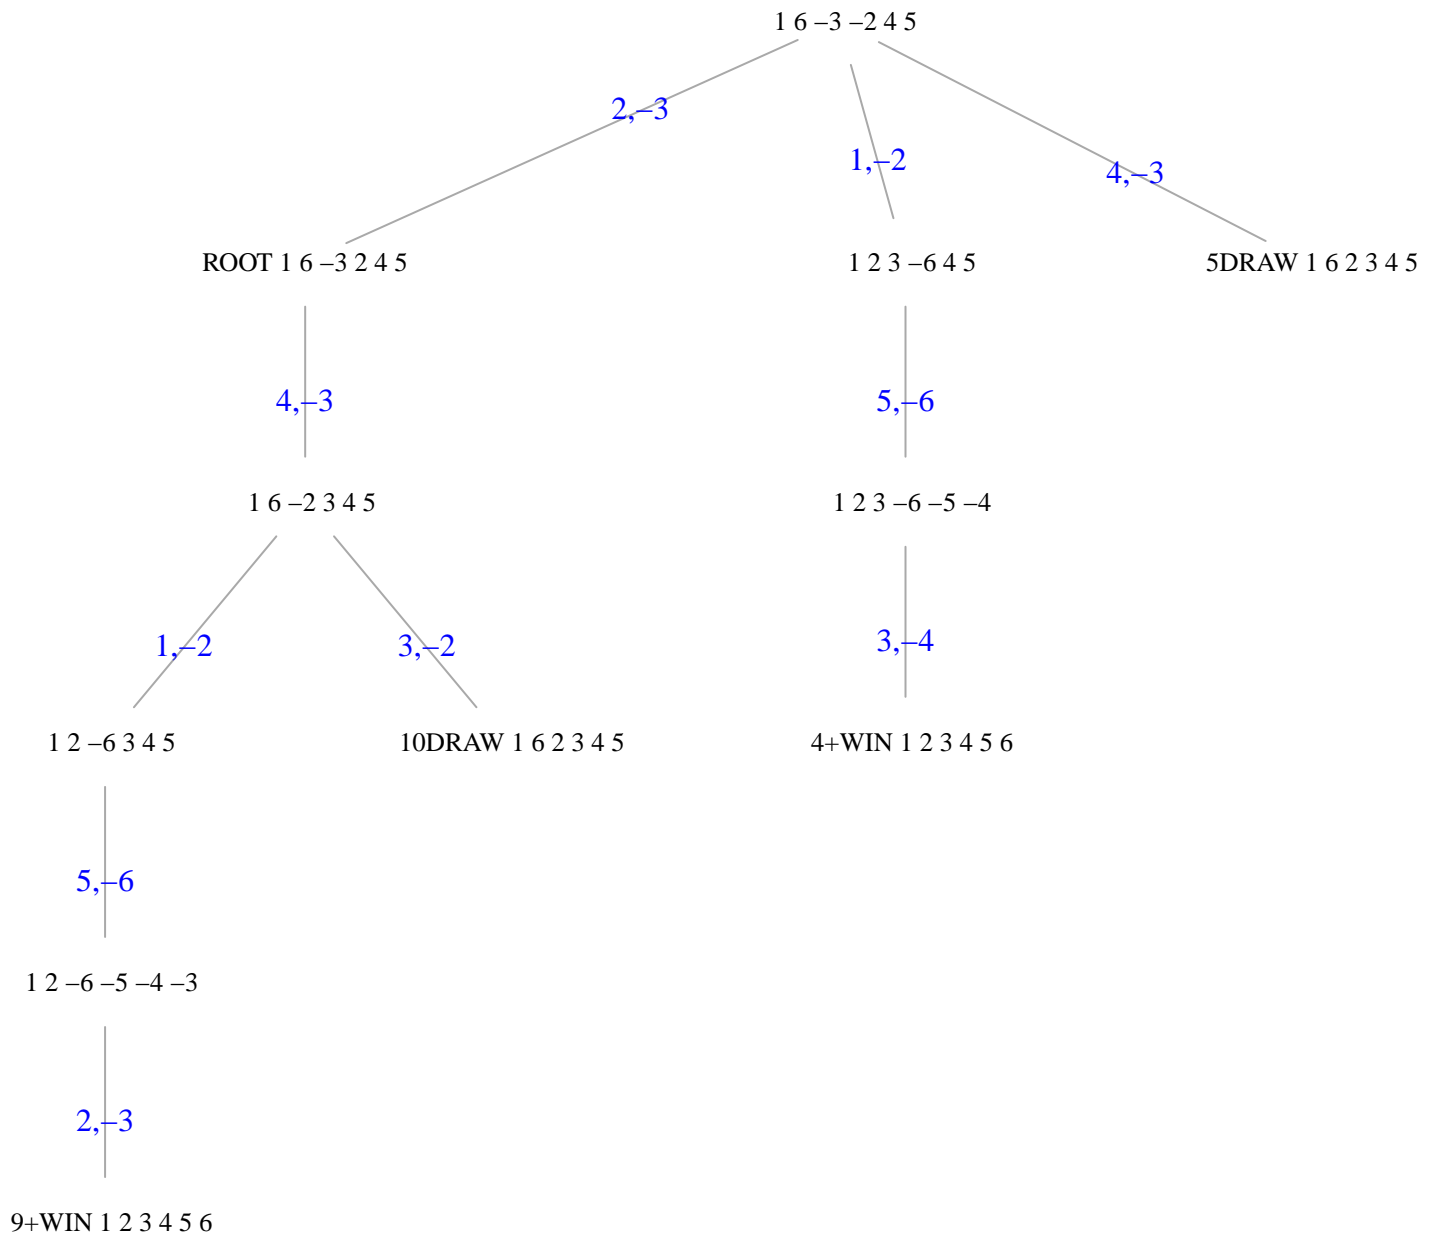 1 6 –3 –2 4 5
2,–3
1,–2
4,–3
ROOT 1 6 –3 2 4 5
1 2 3 –6 4 5
5DRAW 1 6 2 3 4 5
4,–3
5,–6
1 6 –2 3 4 5
1 2 3 –6 –5 –4
1,–2
3,–2
3,–4
1 2 –6 3 4 5
10DRAW 1 6 2 3 4 5
4+WIN 1 2 3 4 5 6
5,–6
1 2 –6 –5 –4 –3
2,–3
9+WIN 1 2 3 4 5 6